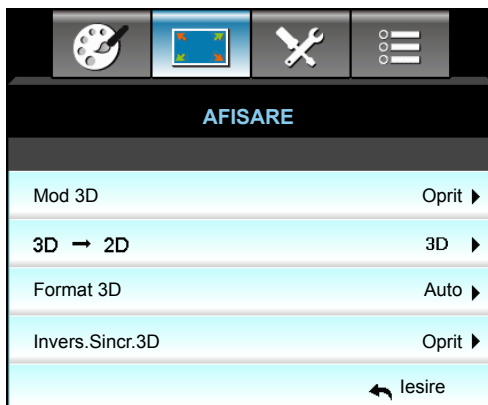 AFISARE
Mod 3D Oprit
3D → 2D 3D
Format 3D Auto
Invers.Sincr.3D Oprit
Iesire